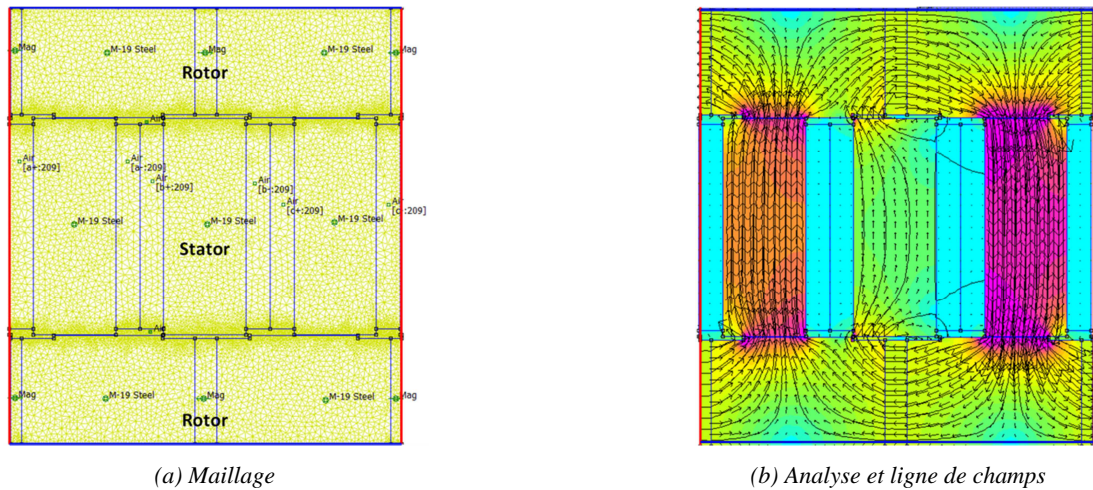 Mag
M-19 Steel
Mag
M-19 Steel
Mag
Rotor
Air
Air
[a+:209]
Air
[a-:209]
Air
[b+:209]
Air
[b-:209]
Air
[c+:209]
M-19 Steel
M-19 Steel
M-19 Steel
Stator
Air
Mag
M-19 Steel
Mag
M-19 Steel
Mag
Rotor
(a) Maillage
(b) Analyse et ligne de champs